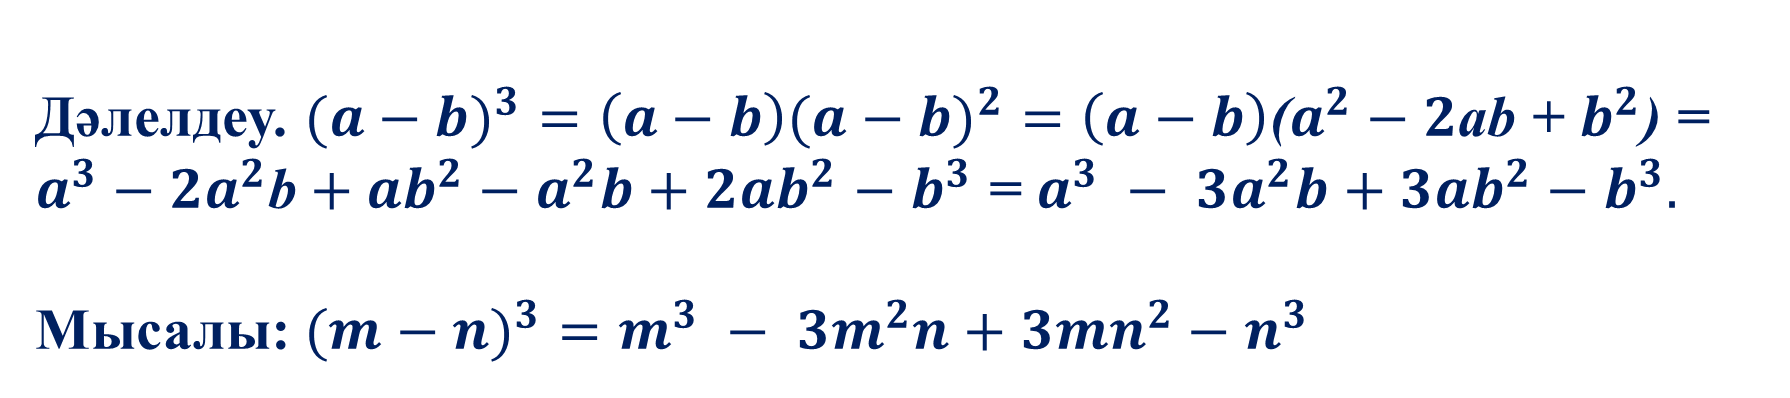 Дәлелдеу. (a − b)³ = (a − b)(a − b)² = (a − b)(a² − 2ab + b²) =
a³ − 2a²b + ab² − a²b + 2ab² − b³ = a³ − 3a²b + 3ab² − b³.
Мысалы: (m − n)³ = m³ − 3m²n + 3mn² − n³